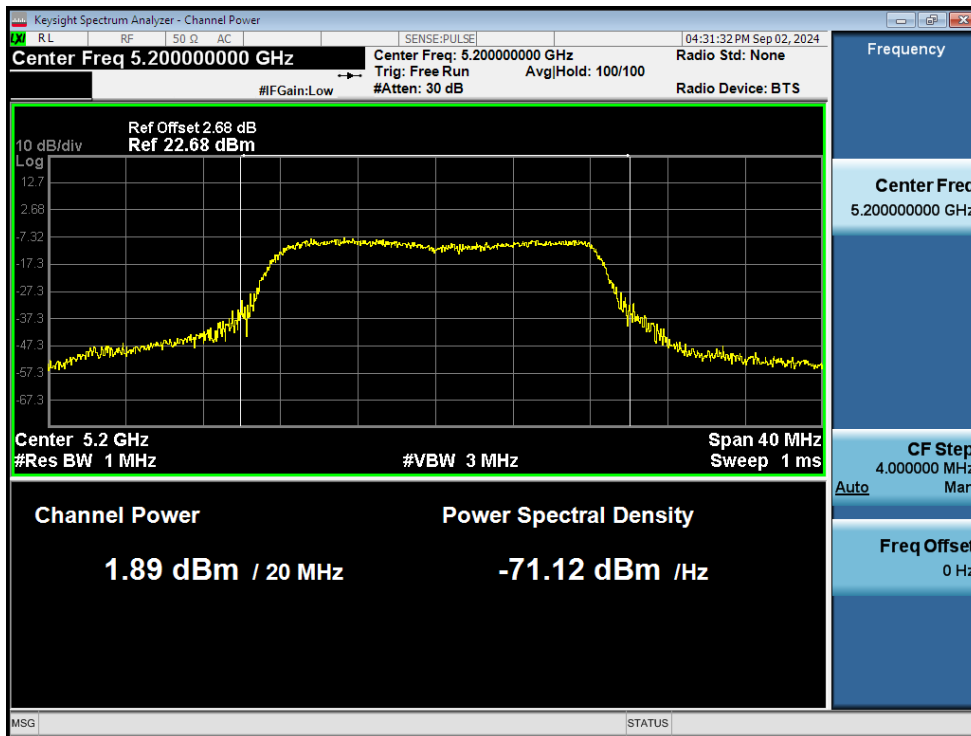 Keysight Spectrum Analyzer - Channel Power
LXI RL RF 50 Ω AC SENSE:PULSE 04:31:32 PM Sep 02, 2024
Center Freq 5.200000000 GHz
#IFGain:Low
Center Freq: 5.200000000 GHz
Trig: Free Run Avg|Hold: 100/100
#Atten: 30 dB
Radio Std: None
Radio Device: BTS
Ref Offset 2.68 dB
10 dB/div Ref 22.68 dBm
Log
12.7
2.68
-7.32
-17.3
-27.3
-37.3
-47.3
-57.3
-67.3
Center 5.2 GHz Span 40 MHz
#Res BW 1 MHz #VBW 3 MHz Sweep 1 ms
Channel Power Power Spectral Density
1.89 dBm / 20 MHz -71.12 dBm /Hz
Frequency
Center Freq
5.200000000 GHz
CF Step
4.000000 MHz
Auto Man
Freq Offset
0 Hz
MSG STATUS